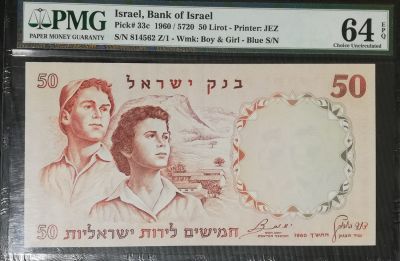 PMG
PAPER MONEY GUARANTY
Israel, Bank of Israel
Pick# 33c 1960 / 5720 50 Lirot - Printer: JEZ
S/N 814562 Z/1 - Wmk: Boy & Girl - Blue S/N
64 EPQ
Choice Uncirculated
50
בנק ישראל
50
50
חמישים לירות ישראליות
התש"ך 1960